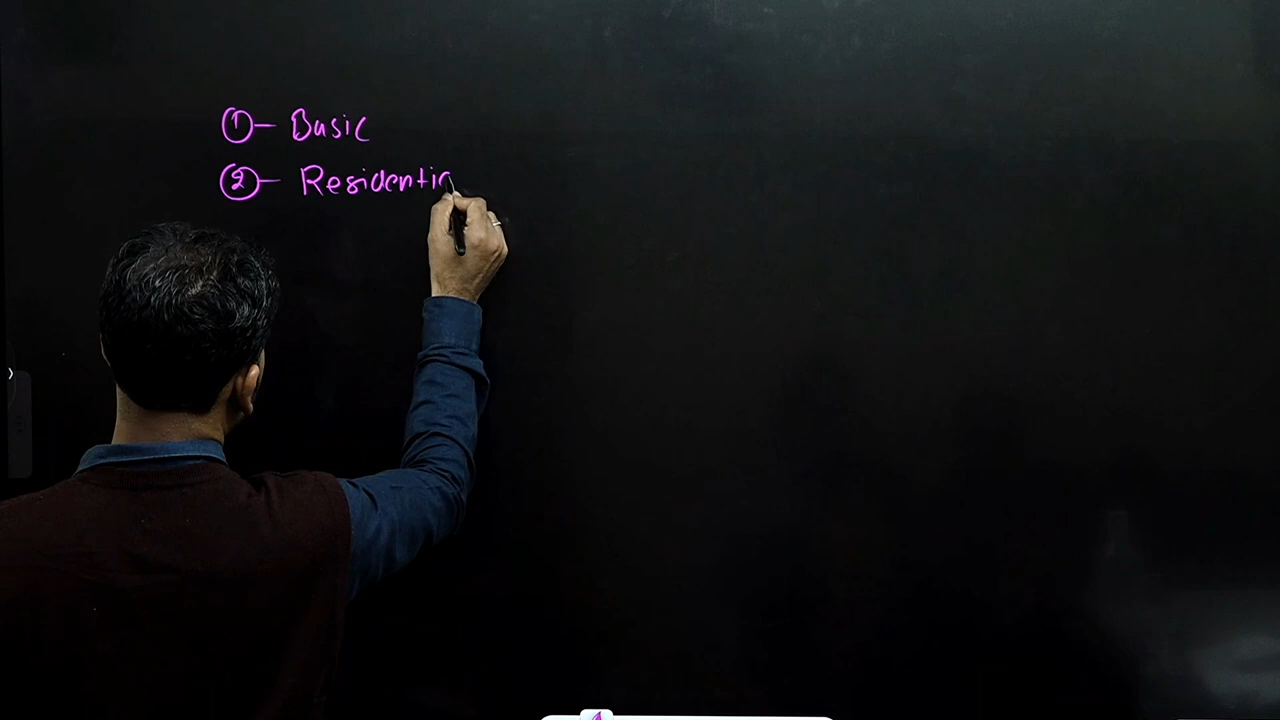 ①- Basic
②- Residentia